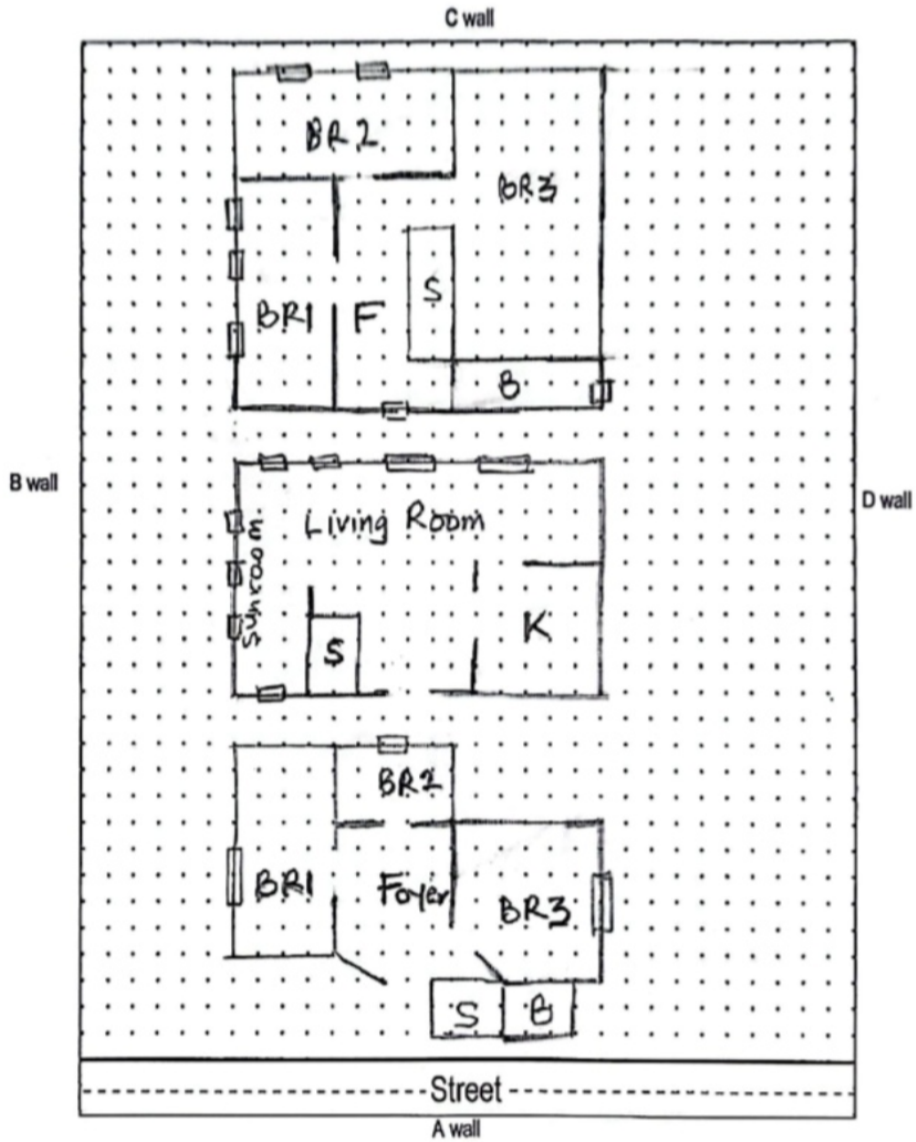 C wall
BR2
BR3
S
BR1 F
B
B wall
D wall
Living Room
Sunroom
K
S
BR2
BR1
Foyer
BR3
S B
Street
A wall